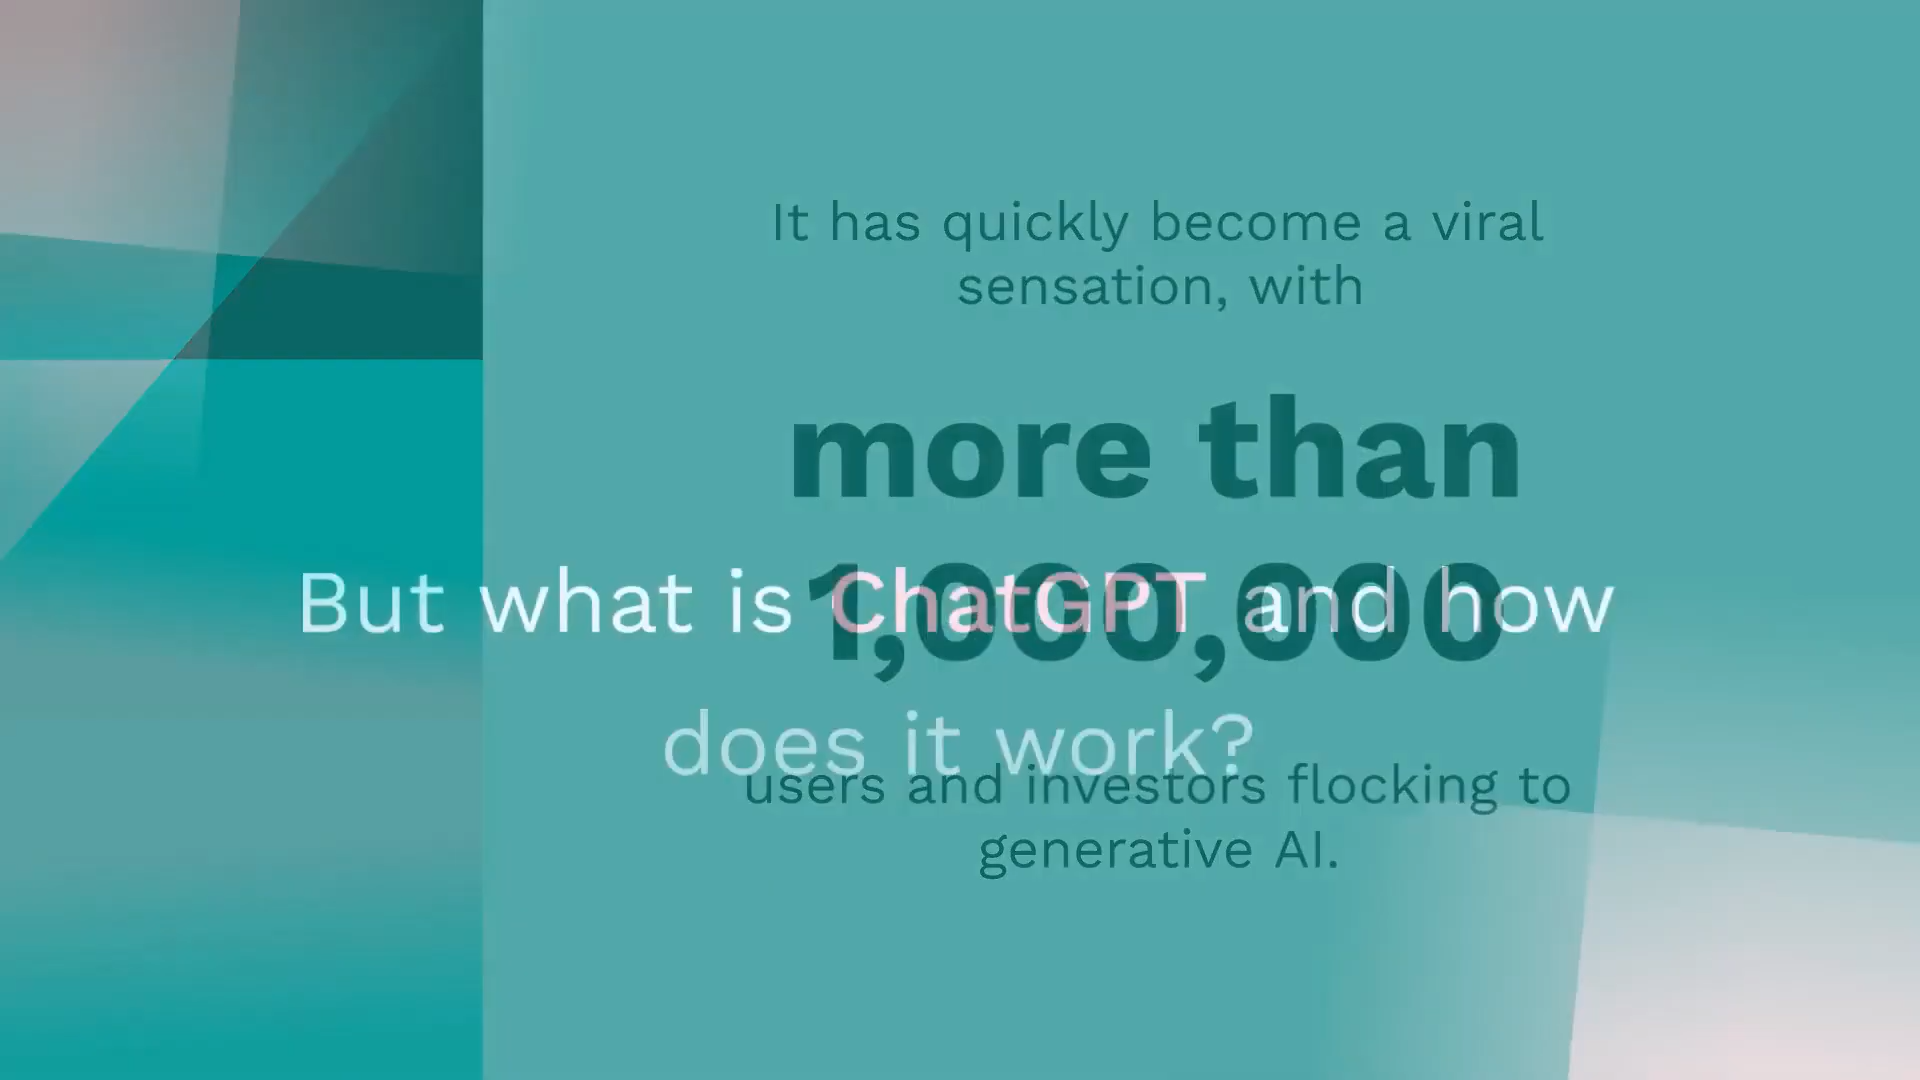 It has quickly become a viral
sensation, with
more than
1,000,000
users and investors flocking to
generative AI.
But what is ChatGPT and how
does it work?